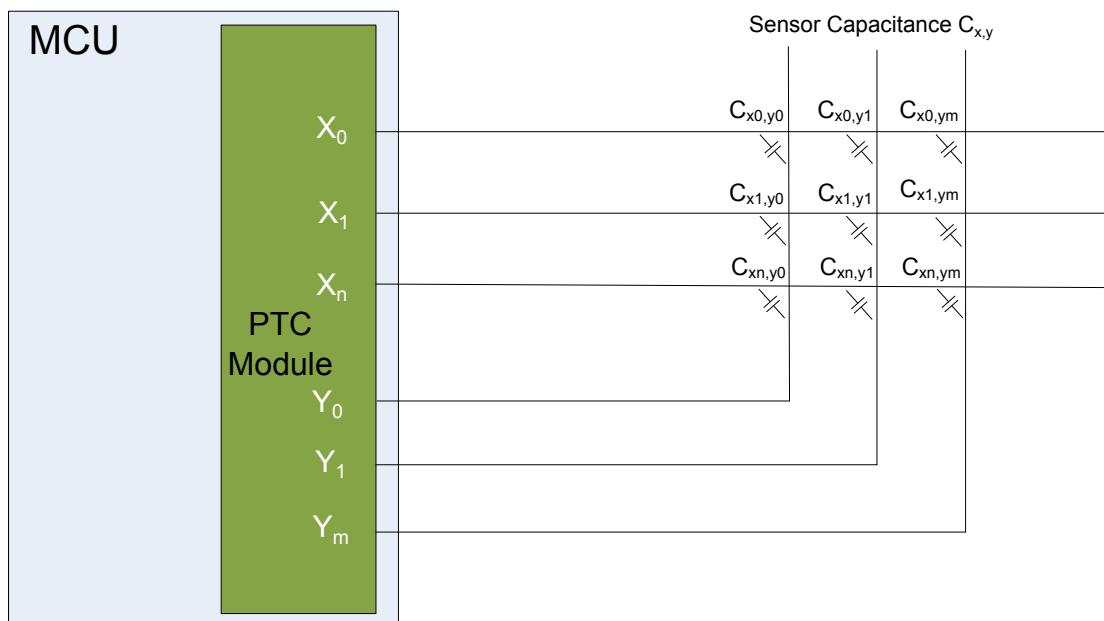 MCU
Sensor Capacitance Cx,y
X0
Cx0,y0 Cx0,y1 Cx0,ym
X1
Cx1,y0 Cx1,y1 Cx1,ym
Xn
Cxn,y0 Cxn,y1 Cxn,ym
PTC
Module
Y0
Y1
Ym